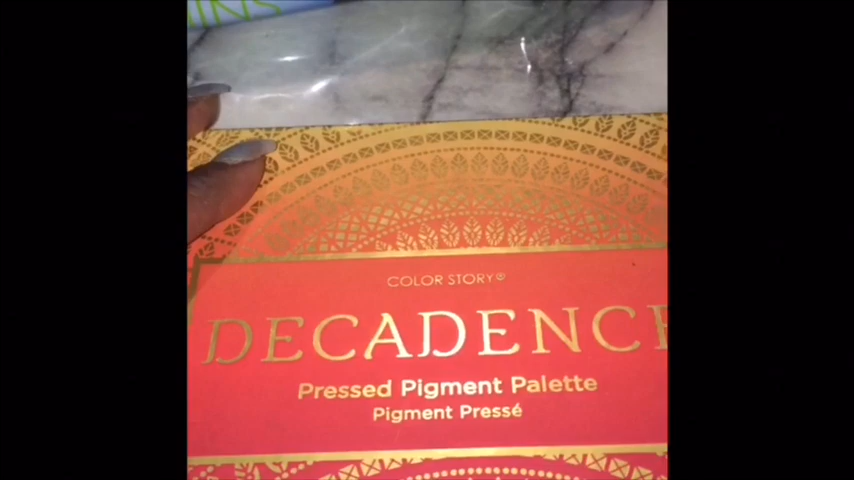 COLOR STORY®
DECADENCE
Pressed Pigment Palette
Pigment Pressé